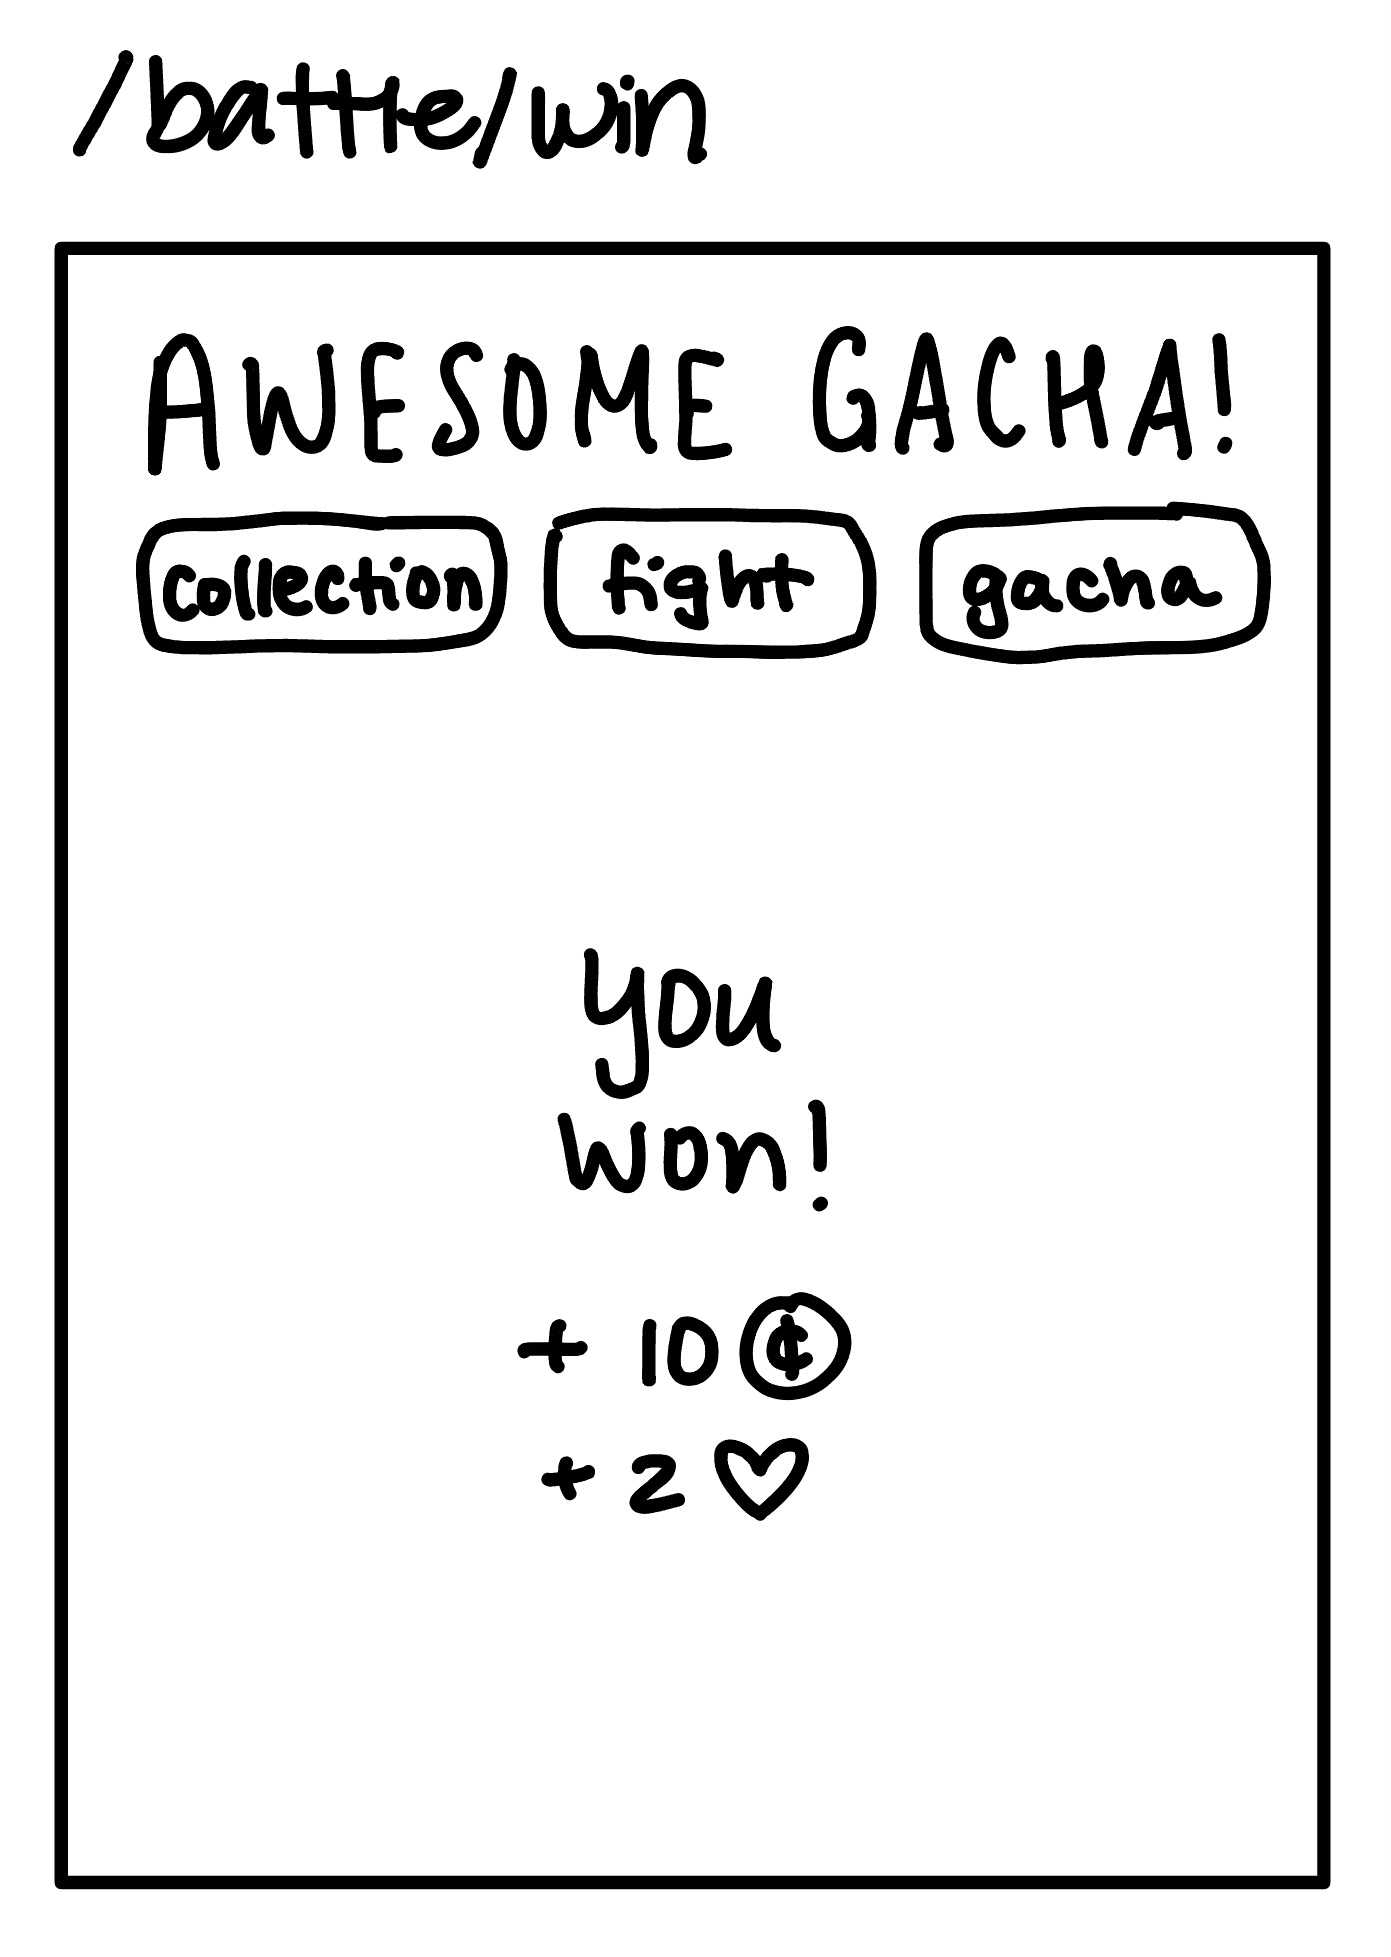 /battle/win
AWESOME GACHA!
collection fight gacha
you
won!
+ 10 ¢
+ 2 ♡